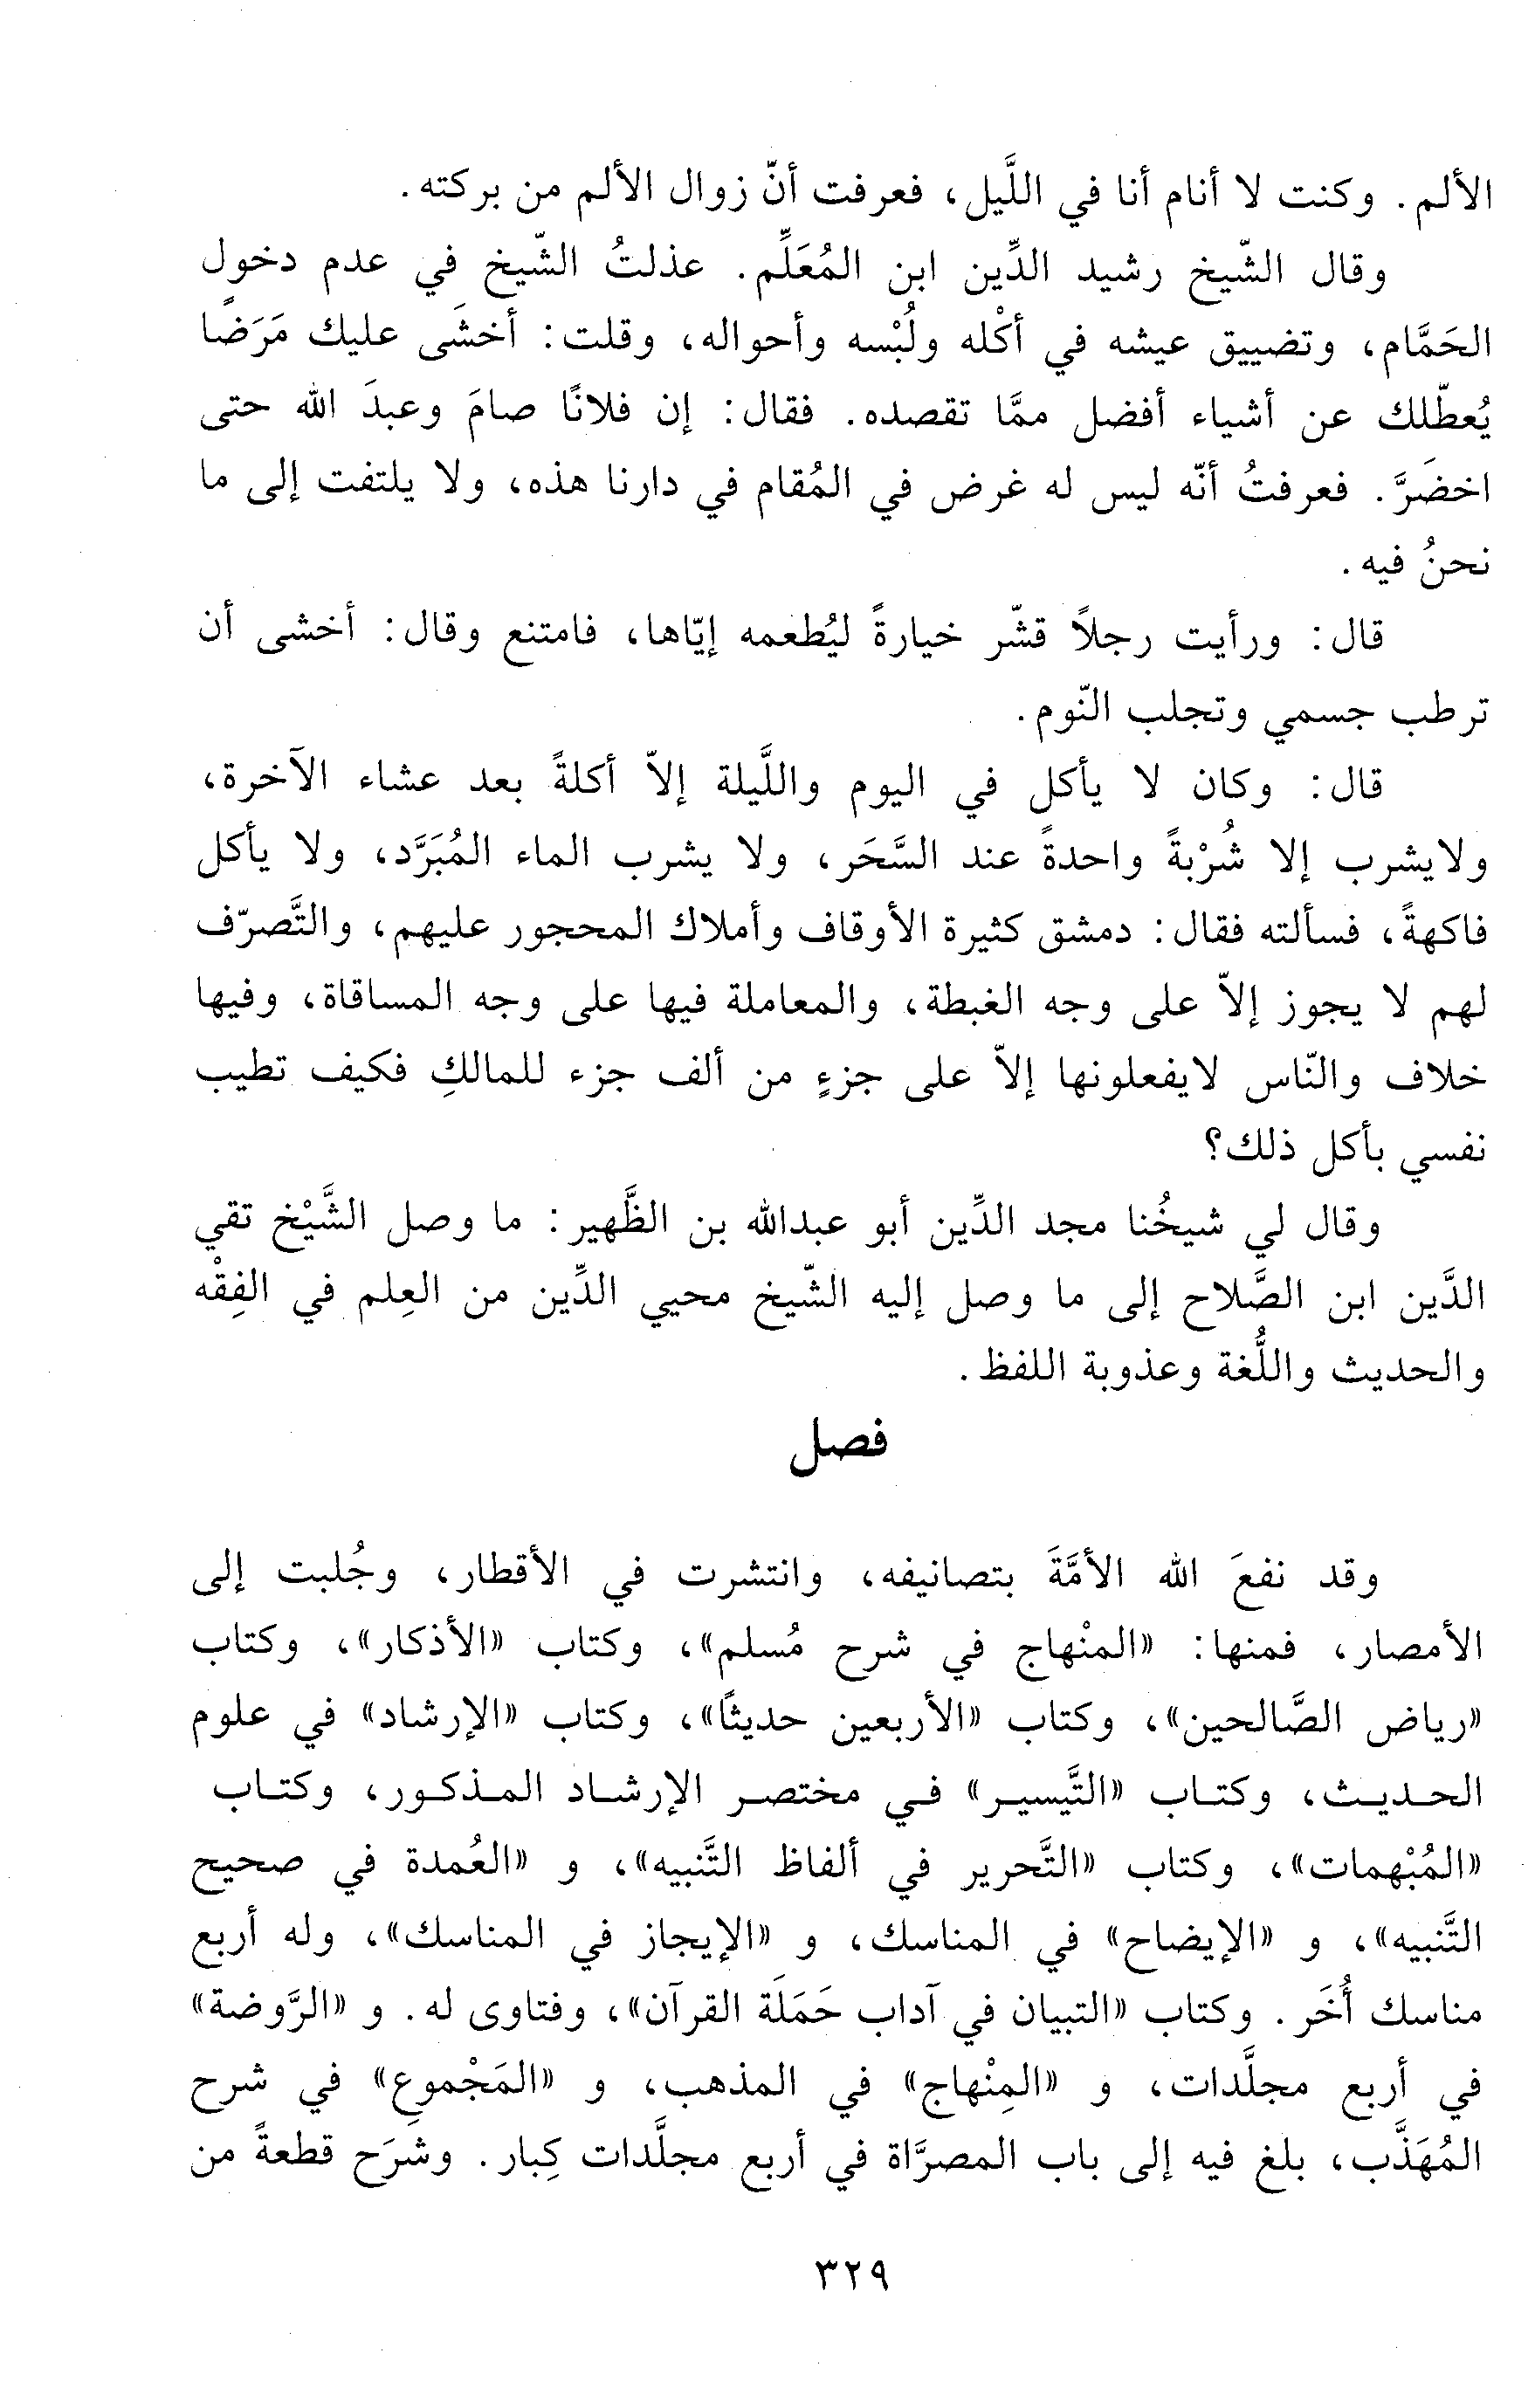 الألم. وكنت لا أنام أنا في اللَّيل، فعرفت أنّ زوال الألم من بركته.
وقال الشّيخ رشيد الدِّين ابن المُعَلِّم. عذلتُ الشّيخ في عدم دخول
الحَمَّام، وتضييق عيشه في أكْله ولُبْسه وأحواله، وقلت: أخشَى عليك مَرَضًا
يُعطّلك عن أشياء أفضل ممَّا تقصده. فقال: إن فلانًا صامَ وعبدَ الله حتى
اخضَرَّ. فعرفتُ أنّه ليس له غرض في المُقام في دارنا هذه، ولا يلتفت إلى ما
نحنُ فيه.
قال: ورأيت رجلاً قشّر خيارةً ليُطعمه إيّاها، فامتنع وقال: أخشى أن
ترطب جسمي وتجلب النّوم.
قال: وكان لا يأكل في اليوم واللَّيلة إلاّ أكلةً بعد عشاء الآخرة،
ولايشرب إلا شُرْبةً واحدةً عند السَّحَر، ولا يشرب الماء المُبَرَّد، ولا يأكل
فاكهةً، فسألته فقال: دمشق كثيرة الأوقاف وأملاك المحجور عليهم، والتَّصرّف
لهم لا يجوز إلاّ على وجه الغبطة، والمعاملة فيها على وجه المساقاة، وفيها
خلاف والنّاس لايفعلونها إلاّ على جزءٍ من ألف جزء للمالكِ فكيف تطيب
نفسي بأكل ذلك؟
وقال لي شيخُنا مجد الدِّين أبو عبدالله بن الظَّهير: ما وصل الشَّيْخ تقي
الدَّين ابن الصَّلاح إلى ما وصل إليه الشّيخ محيي الدِّين من العِلم في الفِقْه
والحديث واللُّغة وعذوبة اللفظ.
فصل
وقد نفعَ الله الأمَّةَ بتصانيفه، وانتشرت في الأقطار، وجُلبت إلى
الأمصار، فمنها: «المنْهاج في شرح مُسلم»، وكتاب «الأذكار»، وكتاب
«رياض الصَّالحين»، وكتاب «الأربعين حديثًا»، وكتاب «الإرشاد» في علوم
الحديث، وكتاب «التَّيسير» في مختصر الإرشاد المذكور، وكتاب
«المُبْهمات»، وكتاب «التَّحرير في ألفاظ التَّنبيه»، و «العُمدة في صحيح
التَّنبيه»، و «الإيضاح» في المناسك، و «الإيجاز في المناسك»، وله أربع
مناسك أُخَر. وكتاب «التبيان في آداب حَمَلَة القرآن»، وفتاوى له. و «الرَّوضة»
في أربع مجلَّدات، و «المِنْهاج» في المذهب، و «المَجْموع» في شرح
المُهَذَّب، بلغ فيه إلى باب المصرَّاة في أربع مجلَّدات كِبار. وشرَح قطعةً من
٣٢٩